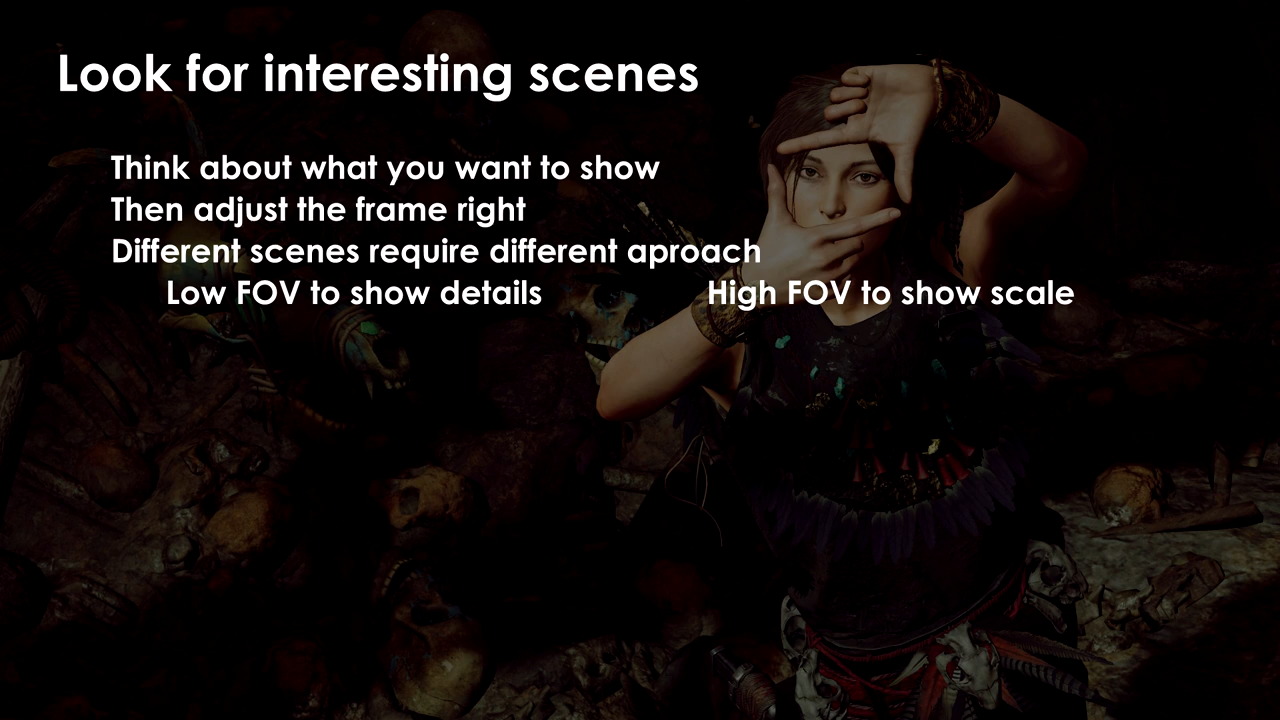 Look for interesting scenes
Think about what you want to show
Then adjust the frame right
Different scenes require different aproach
Low FOV to show details High FOV to show scale